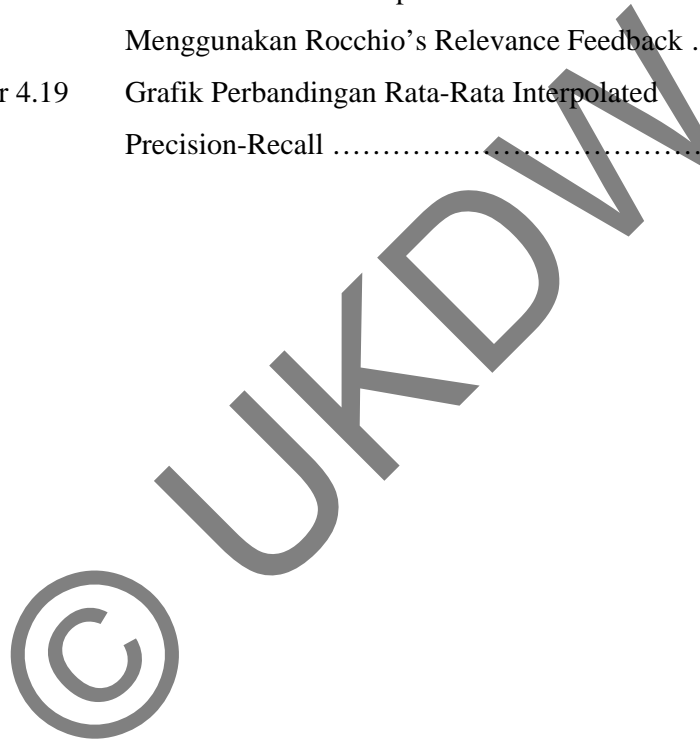 Menggunakan Rocchio’s Relevance Feedback ..
r 4.19 Grafik Perbandingan Rata-Rata Interpolated
Precision-Recall ……………………………….
© UKDW